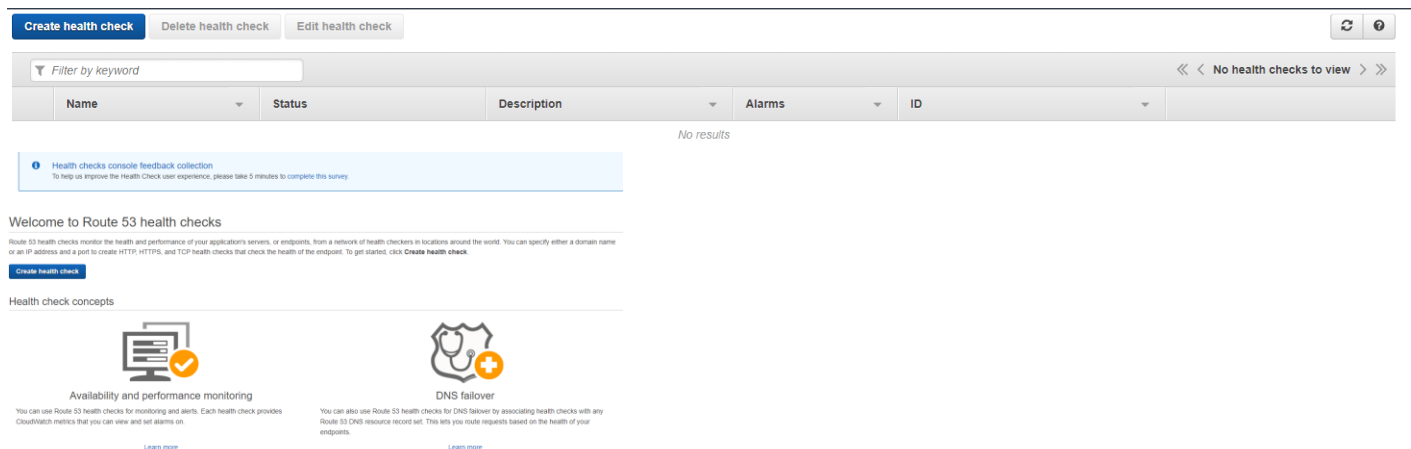 Create health check Delete health check Edit health check
Filter by keyword No health checks to view
Name Status Description Alarms ID
No results
Health checks console feedback collection
To help us improve the Health Check user experience, please take 5 minutes to complete this survey.
Welcome to Route 53 health checks
Route 53 health checks monitor the health and performance of your application's servers, or endpoints, from a network of health checkers in locations around the world. You can specify either a domain name
or an IP address and a port to create HTTP, HTTPS, and TCP health checks that check the health of the endpoint. To get started, click Create health check.
Create health check
Health check concepts
Availability and performance monitoring
You can use Route 53 health checks for monitoring and alerts. Each health check provides
CloudWatch metrics that you can view and set alarms on.
Learn more
DNS failover
You can also use Route 53 health checks for DNS failover by associating health checks with any
Route 53 DNS resource record set. This lets you route requests based on the health of your
endpoints.
Learn more